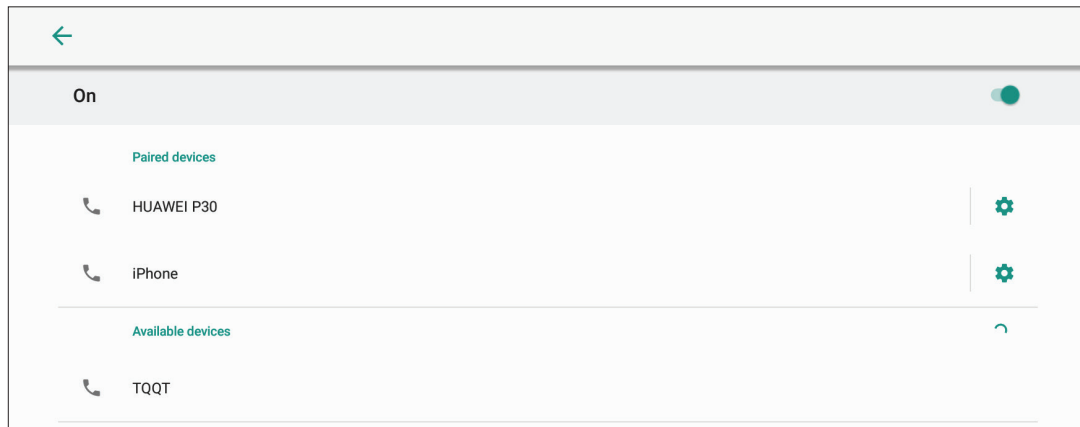 On
Paired devices
HUAWEI P30
iPhone
Available devices
TQQT